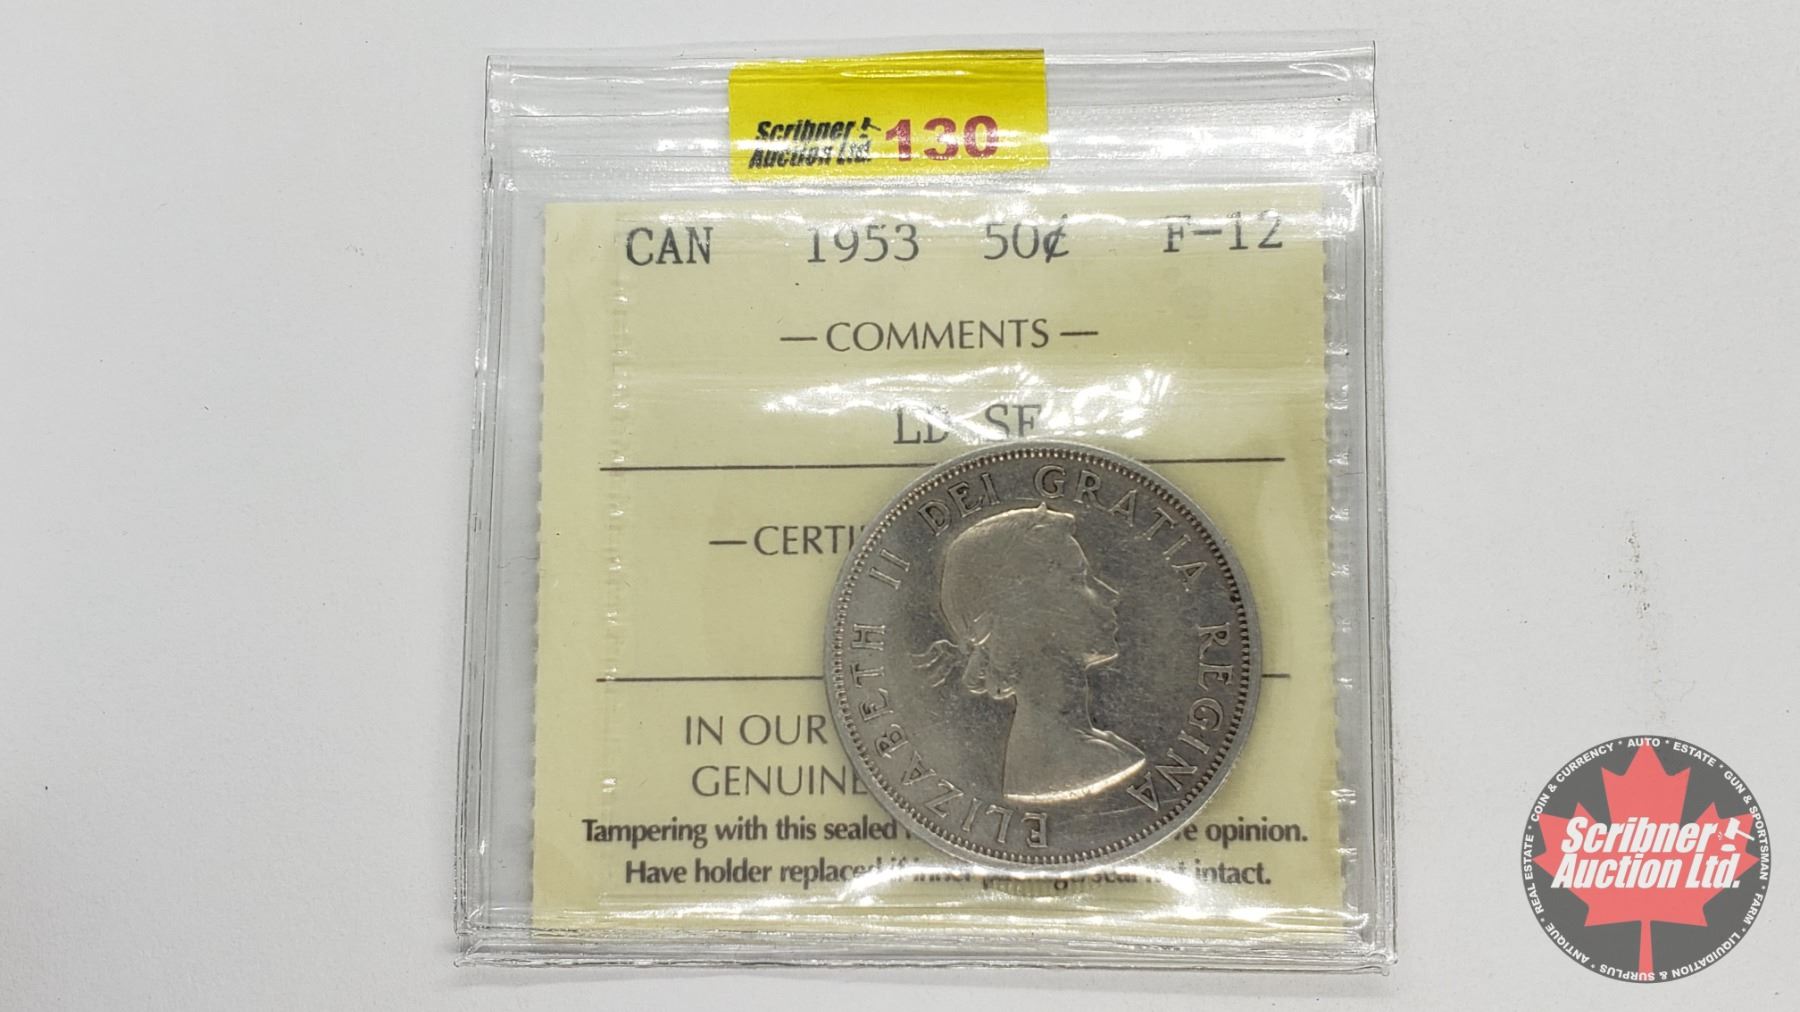 Scribner
Auction Ltd.
130
CAN 1953 50¢ F-12
— COMMENTS —
LD SF
— CERTI
IN OUR
GENUINE
Tampering with this sealed opinion.
Have holder replaced if inner intact.
ELIZABETH II DEI GRATIA REGINA
COIN & CURRENCY * AUTO * ESTATE * GUN & SPORTSMAN * FARM * LIQUIDATION & SURPLUS * ANTIQUE * REAL ESTATE *
Scribner
Auction Ltd.